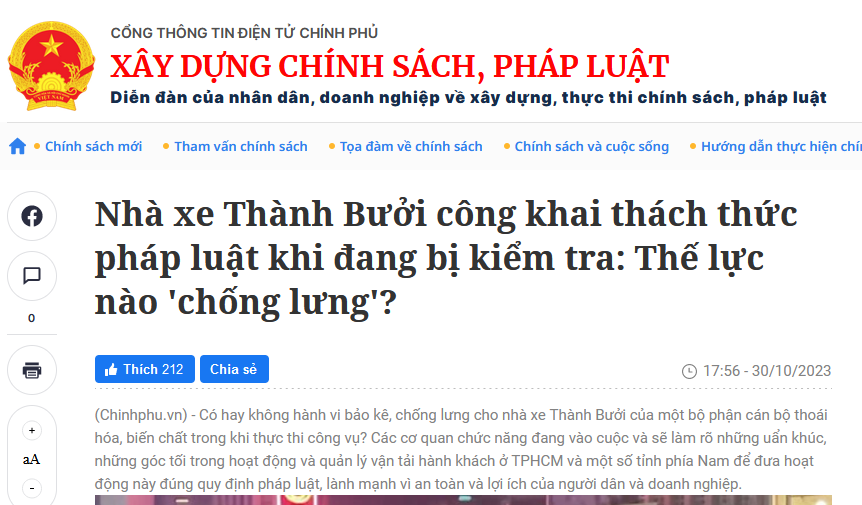 CỔNG THÔNG TIN ĐIỆN TỬ CHÍNH PHỦ
XÂY DỰNG CHÍNH SÁCH, PHÁP LUẬT
Diễn đàn của nhân dân, doanh nghiệp về xây dựng, thực thi chính sách, pháp luật
VIỆT NAM
Chính sách mới
Tham vấn chính sách
Tọa đàm về chính sách
Chính sách và cuộc sống
Hướng dẫn thực hiện chín
Nhà xe Thành Bưởi công khai thách thức
pháp luật khi đang bị kiểm tra: Thế lực
nào 'chống lưng'?
0
Thích 212
Chia sẻ
17:56 - 30/10/2023
+
aA
-
(Chinhphu.vn) - Có hay không hành vi bảo kê, chống lưng cho nhà xe Thành Bưởi của một bộ phận cán bộ thoái
hóa, biến chất trong khi thực thi công vụ? Các cơ quan chức năng đang vào cuộc và sẽ làm rõ những uẩn khúc,
những góc tối trong hoạt động và quản lý vận tải hành khách ở TPHCM và một số tỉnh phía Nam để đưa hoạt
động này đúng quy định pháp luật, lành mạnh vì an toàn và lợi ích của người dân và doanh nghiệp.